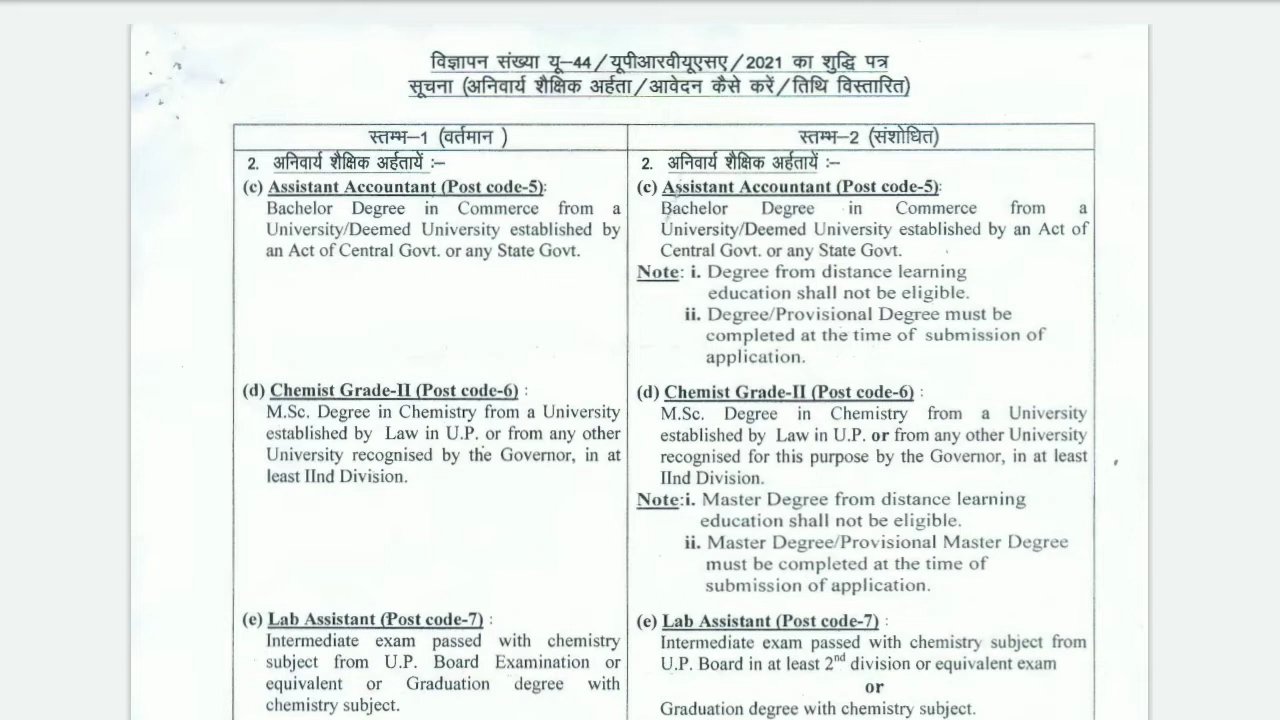 विज्ञापन संख्या यू–44/यूपीआरवीयूएसए/2021 का शुद्धि पत्र
सूचना (अनिवार्य शैक्षिक अर्हता/आवेदन कैसे करें/तिथि विस्तारित)
स्तम्भ–1 (वर्तमान )
2. अनिवार्य शैक्षिक अर्हतायें :–
(c) Assistant Accountant (Post code-5):
Bachelor Degree in Commerce from a
University/Deemed University established by
an Act of Central Govt. or any State Govt.
(d) Chemist Grade-II (Post code-6) :
M.Sc. Degree in Chemistry from a University
established by Law in U.P. or from any other
University recognised by the Governor, in at
least IInd Division.
(e) Lab Assistant (Post code-7) :
Intermediate exam passed with chemistry
subject from U.P. Board Examination or
equivalent or Graduation degree with
chemistry subject.
स्तम्भ–2 (संशोधित)
2. अनिवार्य शैक्षिक अर्हतायें :–
(c) Assistant Accountant (Post code-5):
Bachelor Degree in Commerce from a
University/Deemed University established by an Act of
Central Govt. or any State Govt.
Note: i. Degree from distance learning
education shall not be eligible.
ii. Degree/Provisional Degree must be
completed at the time of submission of
application.
(d) Chemist Grade-II (Post code-6) :
M.Sc. Degree in Chemistry from a University
established by Law in U.P. or from any other University
recognised for this purpose by the Governor, in at least
IInd Division.
Note:i. Master Degree from distance learning
education shall not be eligible.
ii. Master Degree/Provisional Master Degree
must be completed at the time of
submission of application.
(e) Lab Assistant (Post code-7) :
Intermediate exam passed with chemistry subject from
U.P. Board in at least 2nd division or equivalent exam
or
Graduation degree with chemistry subject.